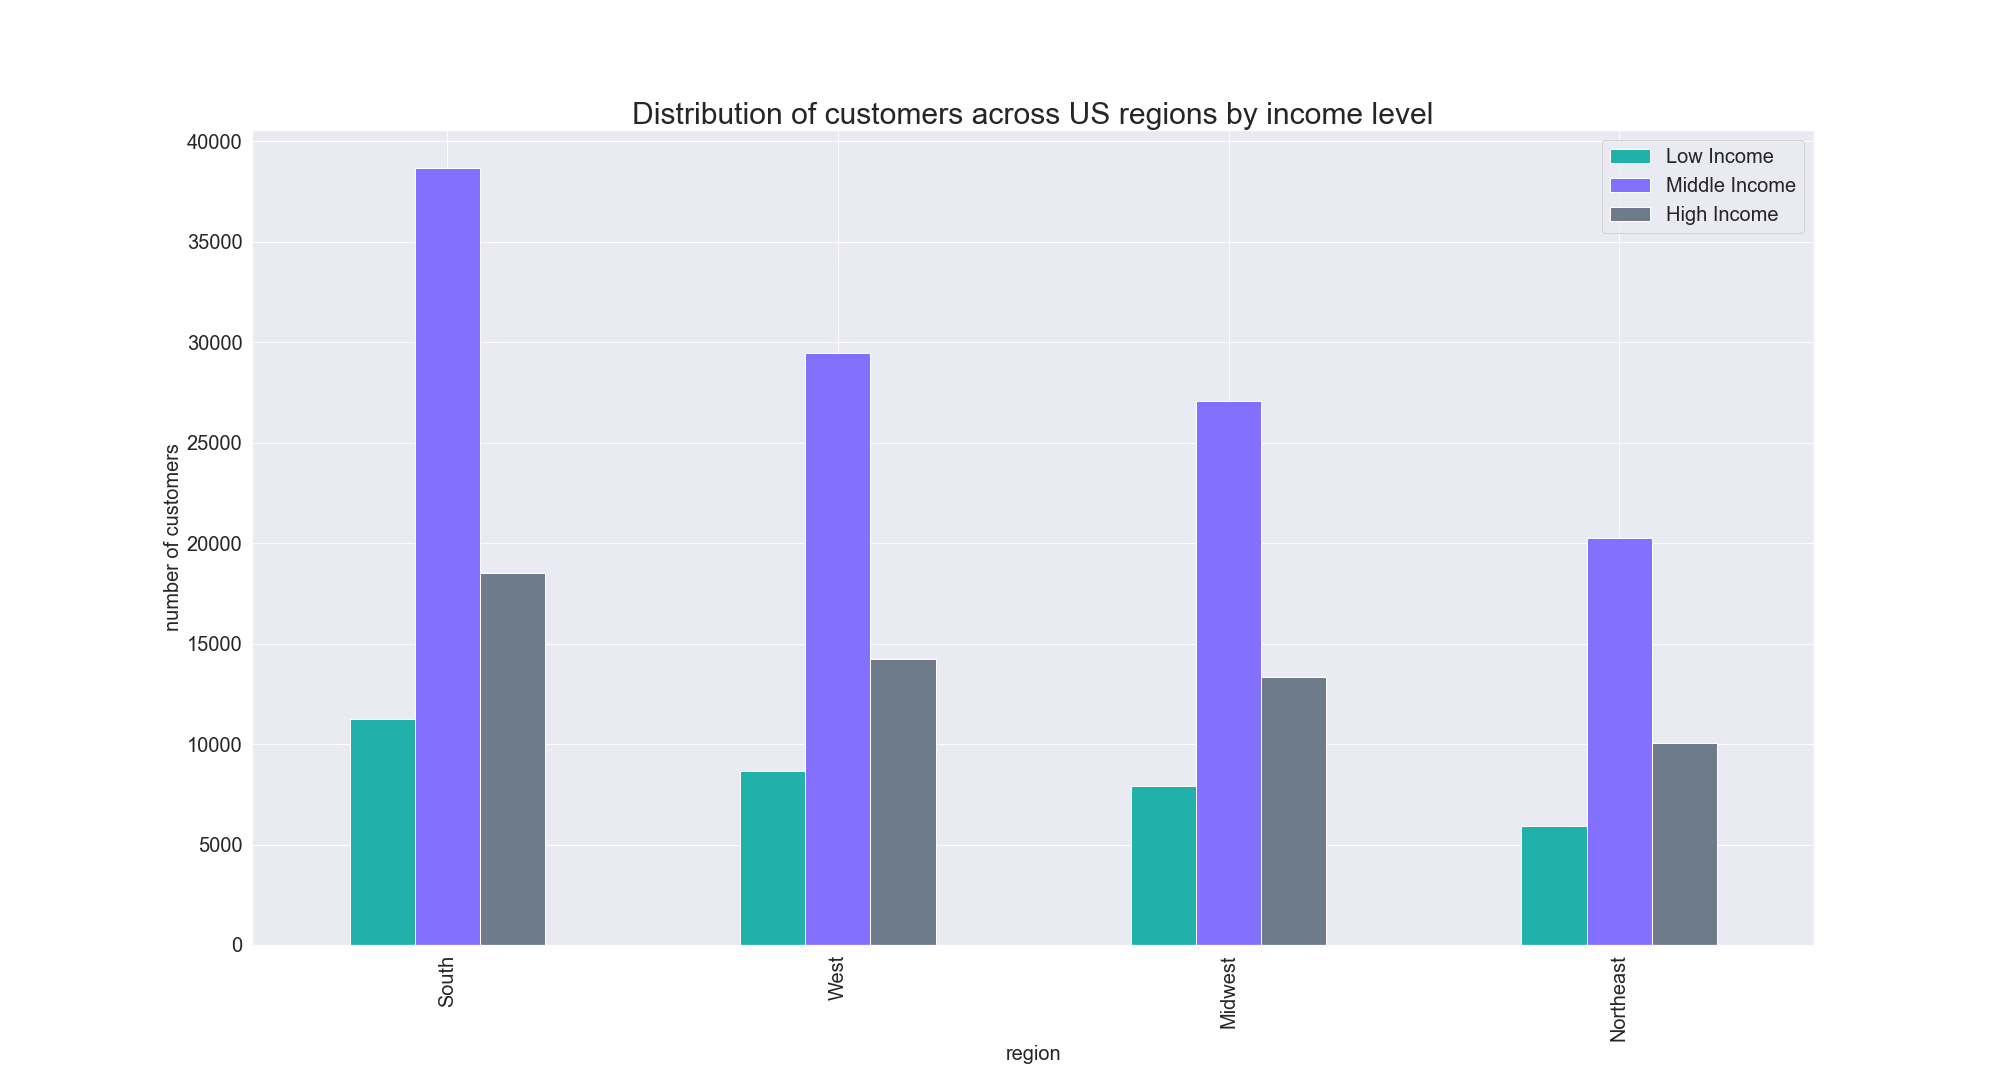 Distribution of customers across US regions by income level
Low Income
Middle Income
High Income
number of customers
40000
35000
30000
25000
20000
15000
10000
5000
0
South
West
Midwest
Northeast
region